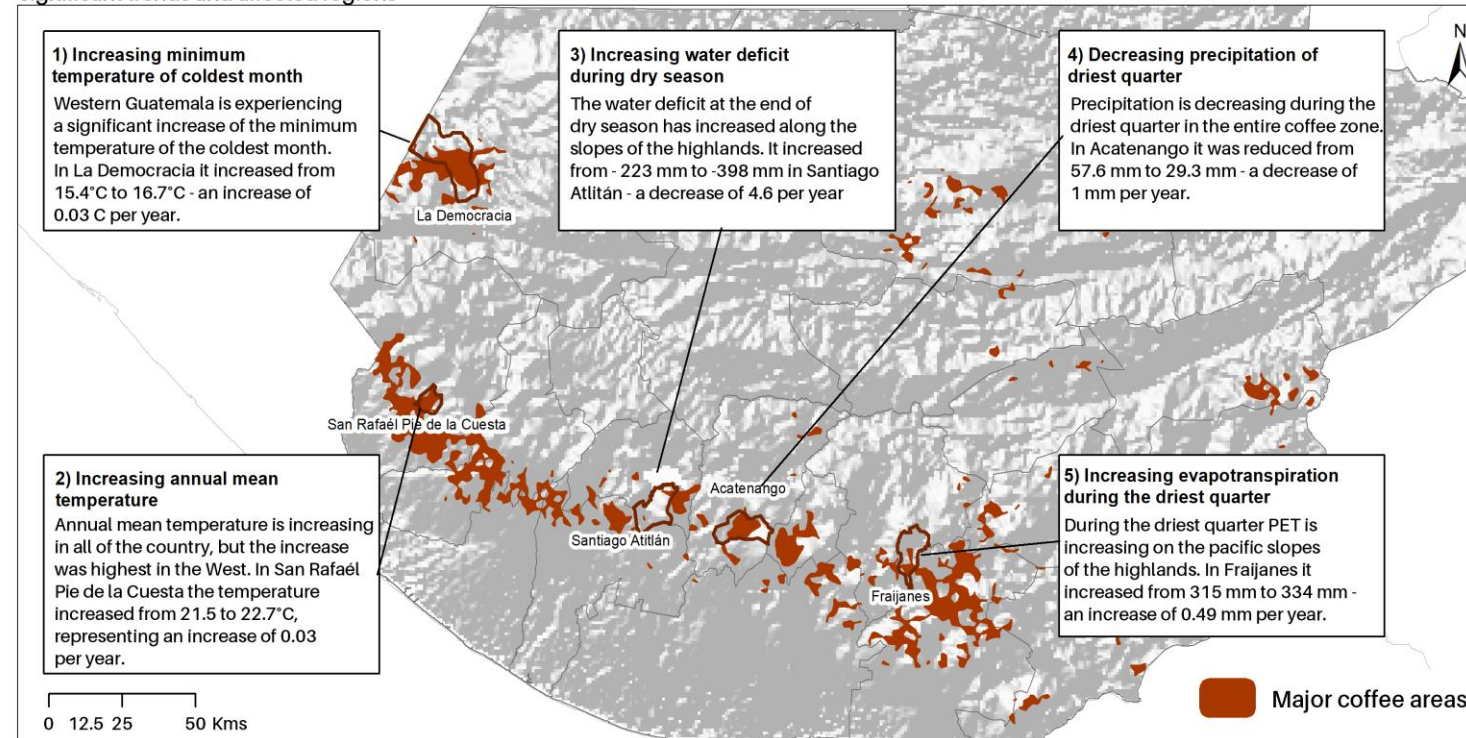 1) Increasing minimum
temperature of coldest month
Western Guatemala is experiencing
a significant increase of the minimum
temperature of the coldest month.
In La Democracia it increased from
15.4°C to 16.7°C - an increase of
0.03 C per year.
3) Increasing water deficit
during dry season
The water deficit at the end of
dry season has increased along the
slopes of the highlands. It increased
from - 223 mm to -398 mm in Santiago
Atlitán - a decrease of 4.6 per year
4) Decreasing precipitation of
driest quarter
Precipitation is decreasing during the
driest quarter in the entire coffee zone.
In Acatenango it was reduced from
57.6 mm to 29.3 mm - a decrease of
1 mm per year.
N
La Democracia
San Rafaél Pie de la Cuesta
Santiago Atitlán
Acatenango
Fraijanes
2) Increasing annual mean
temperature
Annual mean temperature is increasing
in all of the country, but the increase
was highest in the West. In San Rafaél
Pie de la Cuesta the temperature
increased from 21.5 to 22.7°C,
representing an increase of 0.03
per year.
5) Increasing evapotranspiration
during the driest quarter
During the driest quarter PET is
increasing on the pacific slopes
of the highlands. In Fraijanes it
increased from 315 mm to 334 mm -
an increase of 0.49 mm per year.
0 12.5 25 50 Kms
Major coffee areas